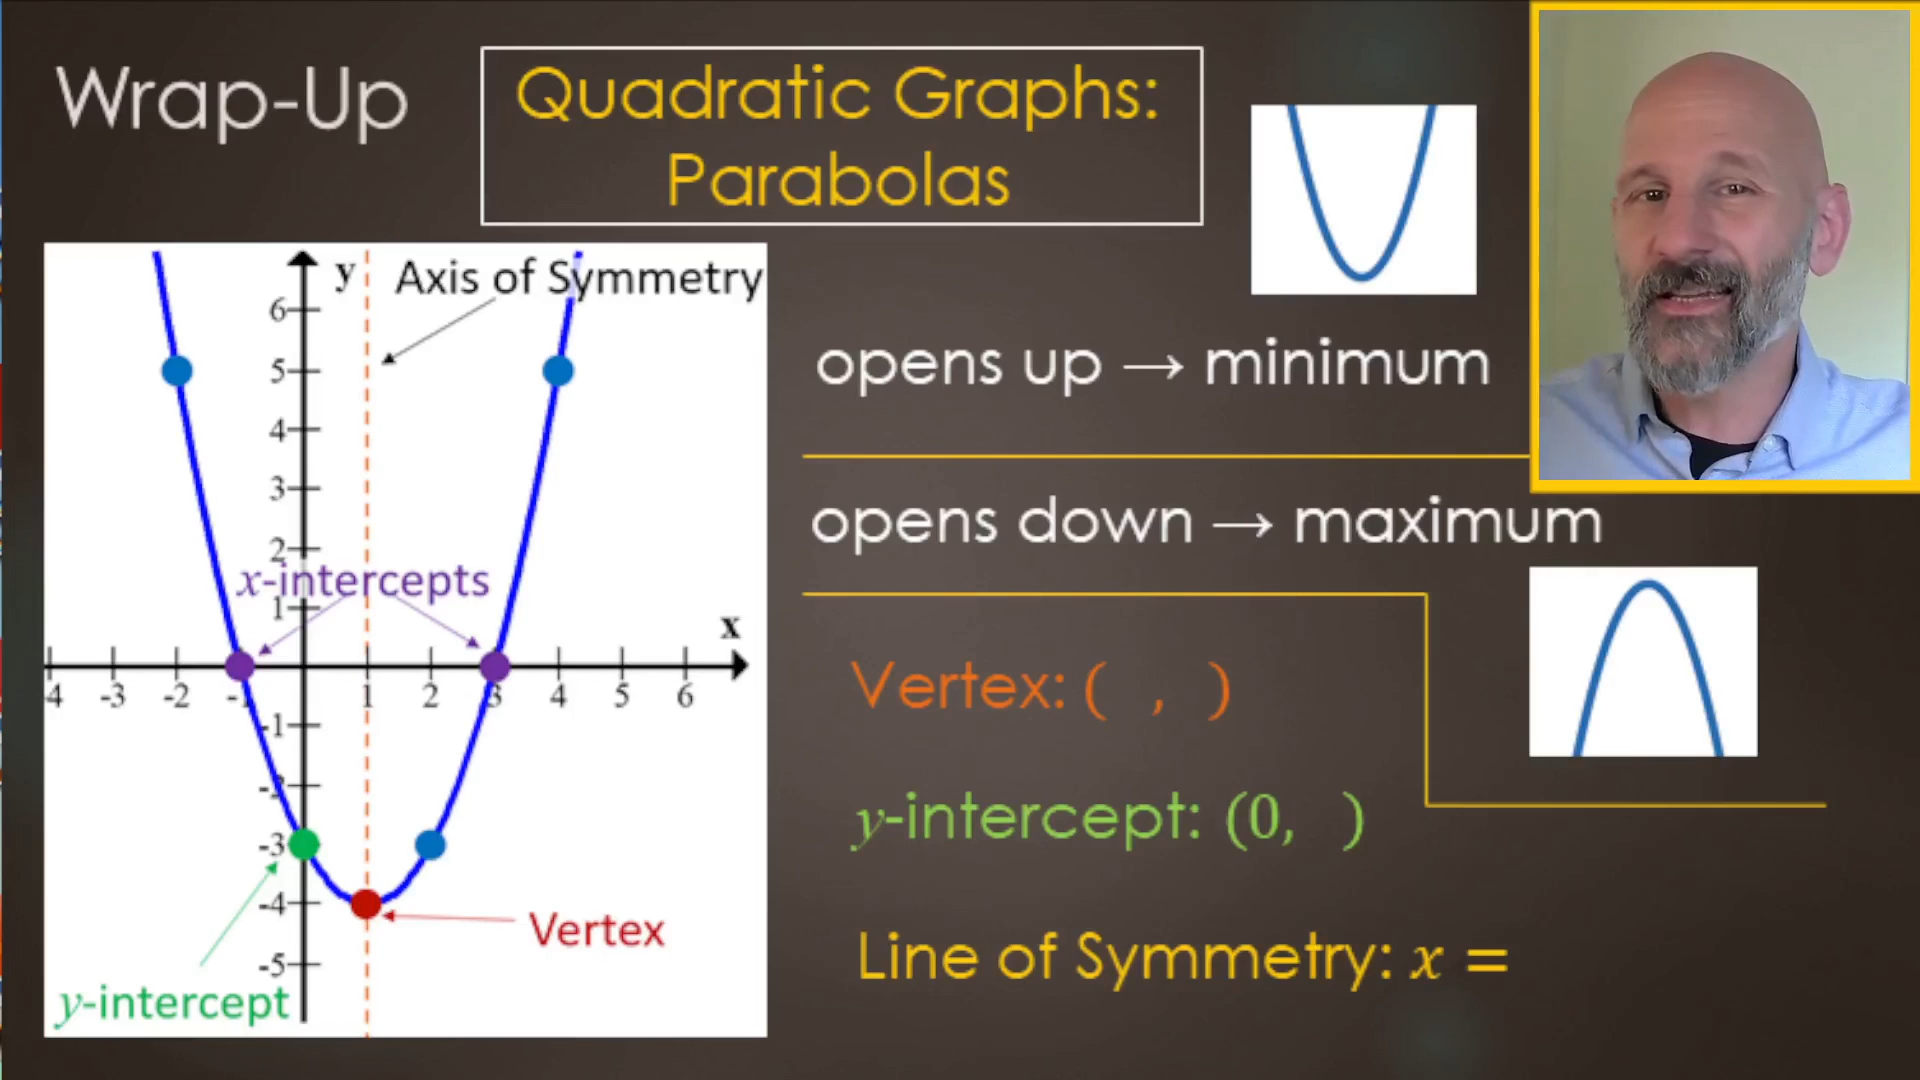 Wrap-Up
Quadratic Graphs:
Parabolas
y
Axis of Symmetry
6
5
4
3
2
x-intercepts
1
x
-4 -3 -2 -1 1 2 3 4 5 6
-1
-2
-3
-4
Vertex
-5
y-intercept
opens up → minimum
opens down → maximum
Vertex: ( , )
y-intercept: (0, )
Line of Symmetry: x =